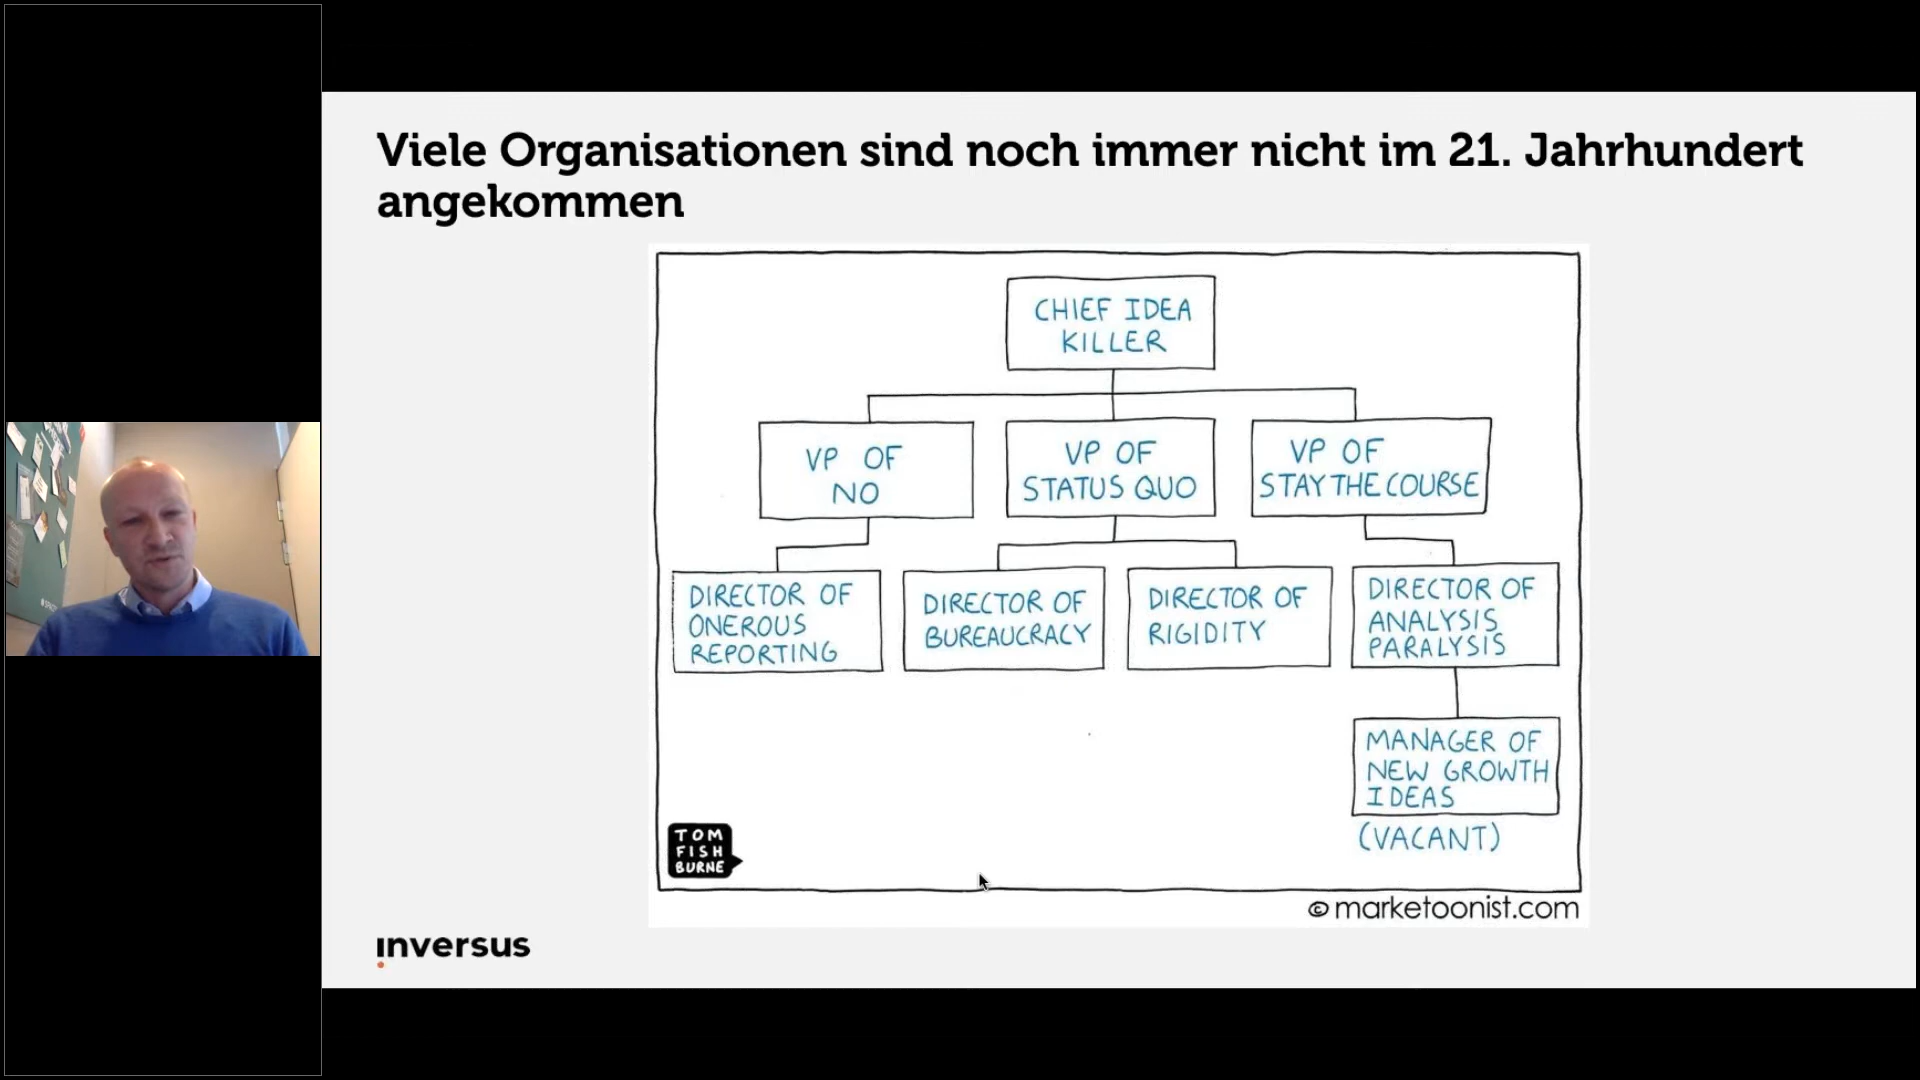 Viele Organisationen sind noch immer nicht im 21. Jahrhundert
angekommen
CHIEF IDEA
KILLER
VP OF
NO
VP OF
STATUS QUO
VP OF
STAY THE COURSE
DIRECTOR OF
ONEROUS
REPORTING
DIRECTOR OF
BUREAUCRACY
DIRECTOR OF
RIGIDITY
DIRECTOR OF
ANALYSIS
PARALYSIS
MANAGER OF
NEW GROWTH
IDEAS
(VACANT)
TOM
FISH
BURNE
© marketoonist.com
inversus